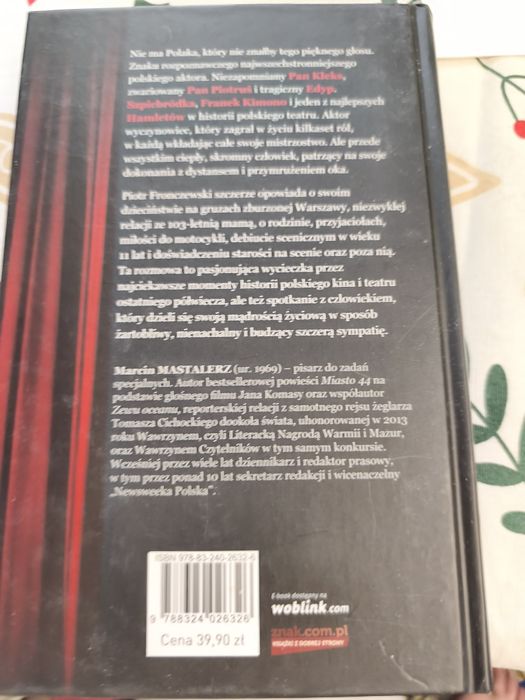 Nie ma Polaka, który nie znałby tego pięknego głosu.
Znaku rozpoznawczego najwszechstronniejszego
polskiego aktora. Niezapomniany Pan Kleks,
zwariowany Pan Piotruś i tragiczny Edyp.
Szpicbródka, Franek Kimono i jeden z najlepszych
Hamletów w historii polskiego teatru. Aktor
wyczynowiec, który zagrał w życiu kilkaset ról,
w każdą wkładając całe swoje mistrzostwo. Ale przede
wszystkim ciepły, skromny człowiek, patrzący na swoje
dokonania z dystansem i przymrużeniem oka.
Piotr Fronczewski szczerze opowiada o swoim
dzieciństwie na gruzach zburzonej Warszawy, niezwykłej
relacji ze 103-letnią mamą, o rodzinie, przyjaciołach,
miłości do motocykli, debiucie scenicznym w wieku
11 lat i doświadczeniu starości na scenie oraz poza nią.
Ta rozmowa to pasjonująca wycieczka przez
najciekawsze momenty historii polskiego kina i teatru
ostatniego półwiecza, ale też spotkanie z człowiekiem,
który dzieli się swoją mądrością życiową w sposób
żartobliwy, nienachalny i budzący szczerą sympatię.
Marcin MASTALERZ (ur. 1969) – pisarz do zadań
specjalnych. Autor bestsellerowej powieści Miasto 44 na
podstawie głośnego filmu Jana Komasy oraz współautor
Zewu oceanu, reporterskiej relacji z samotnego rejsu żeglarza
Tomasza Cichockiego dookoła świata, uhonorowanej w 2013
roku Wawrzynem, czyli Literacką Nagrodą Warmii i Mazur,
oraz Wawrzynem Czytelników w tym samym konkursie.
Wcześniej przez wiele lat dziennikarz i redaktor prasowy,
w tym przez ponad 10 lat sekretarz redakcji i wicenaczelny
„Newsweeka Polska”.
ISBN 978-83-240-2632-6
9 788324 026326
Cena 39,90 zł
E-book dostępny na
woblink.com
znak.com.pl
KSIĄŻKI Z DOBREJ STRONY